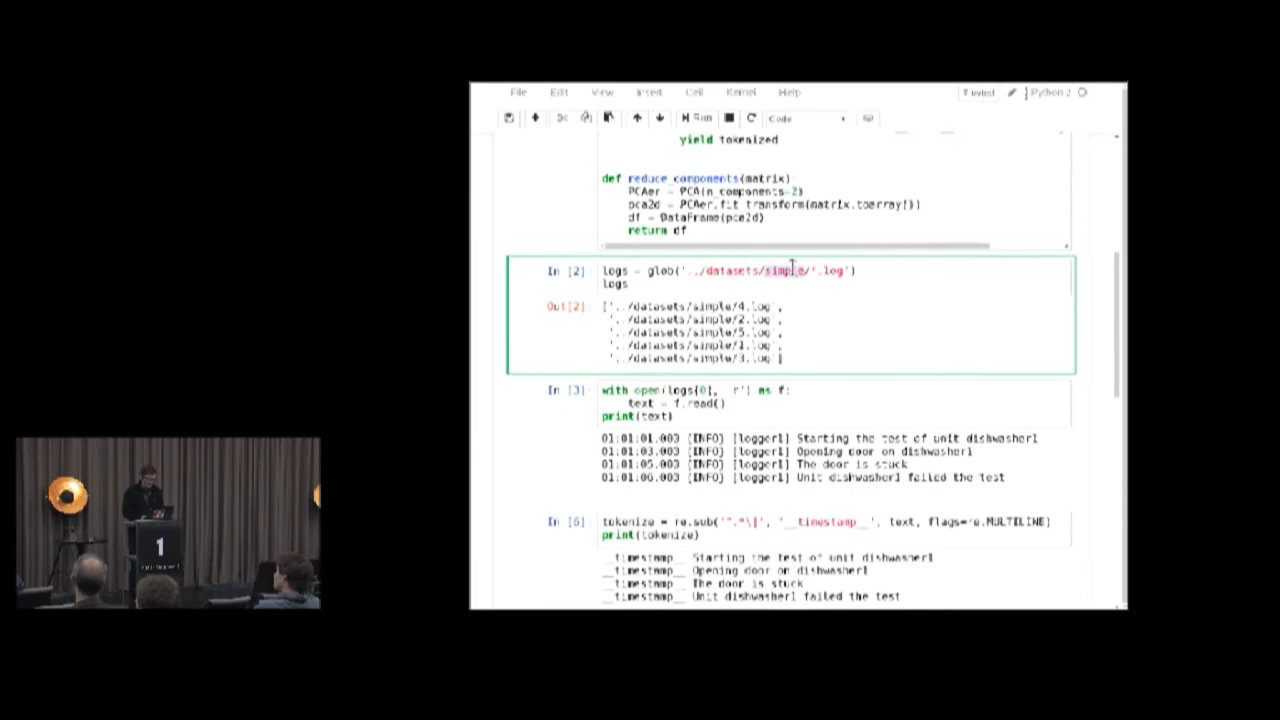 File Edit View Insert Cell Kernel Help Trusted Python 2
Run Code
yield tokenized
def reduce_components(matrix):
PCAer = PCA(n_components=2)
pca2d = PCAer.fit_transform(matrix.toarray())
df = DataFrame(pca2d)
return df
In [2]: logs = glob('../datasets/simple/*.log')
logs
Out[2]: ['../datasets/simple/4.log',
'../datasets/simple/2.log',
'../datasets/simple/5.log',
'../datasets/simple/1.log',
'../datasets/simple/3.log']
In [3]: with open(logs[0], 'r') as f:
text = f.read()
print(text)
01:01:01.003 [INFO] [logger1] Starting the test of unit dishwasher1
01:01:03.003 [INFO] [logger1] Opening door on dishwasher1
01:01:05.003 [INFO] [logger1] The door is stuck
01:01:06.003 [INFO] [logger1] Unit dishwasher1 failed the test
In [6]: tokenize = re.sub('^.*\]', '__timestamp__', text, flags=re.MULTILINE)
print(tokenize)
__timestamp__ Starting the test of unit dishwasher1
__timestamp__ Opening door on dishwasher1
__timestamp__ The door is stuck
__timestamp__ Unit dishwasher1 failed the test
1